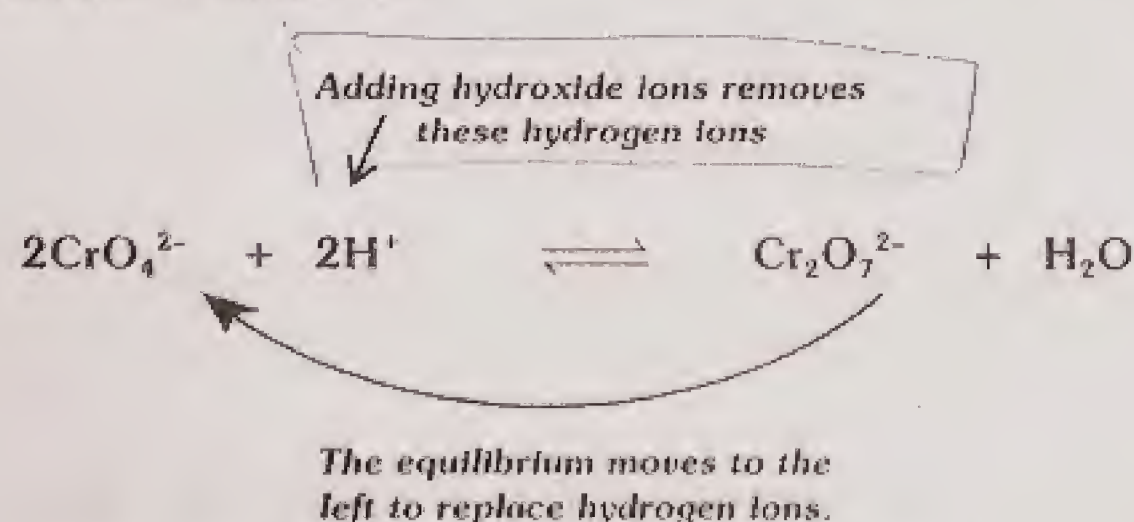 Adding hydroxide ions removes
these hydrogen ions
2CrO₄²⁻ + 2H⁺ ⇌ Cr₂O₇²⁻ + H₂O
The equilibrium moves to the
left to replace hydrogen ions.